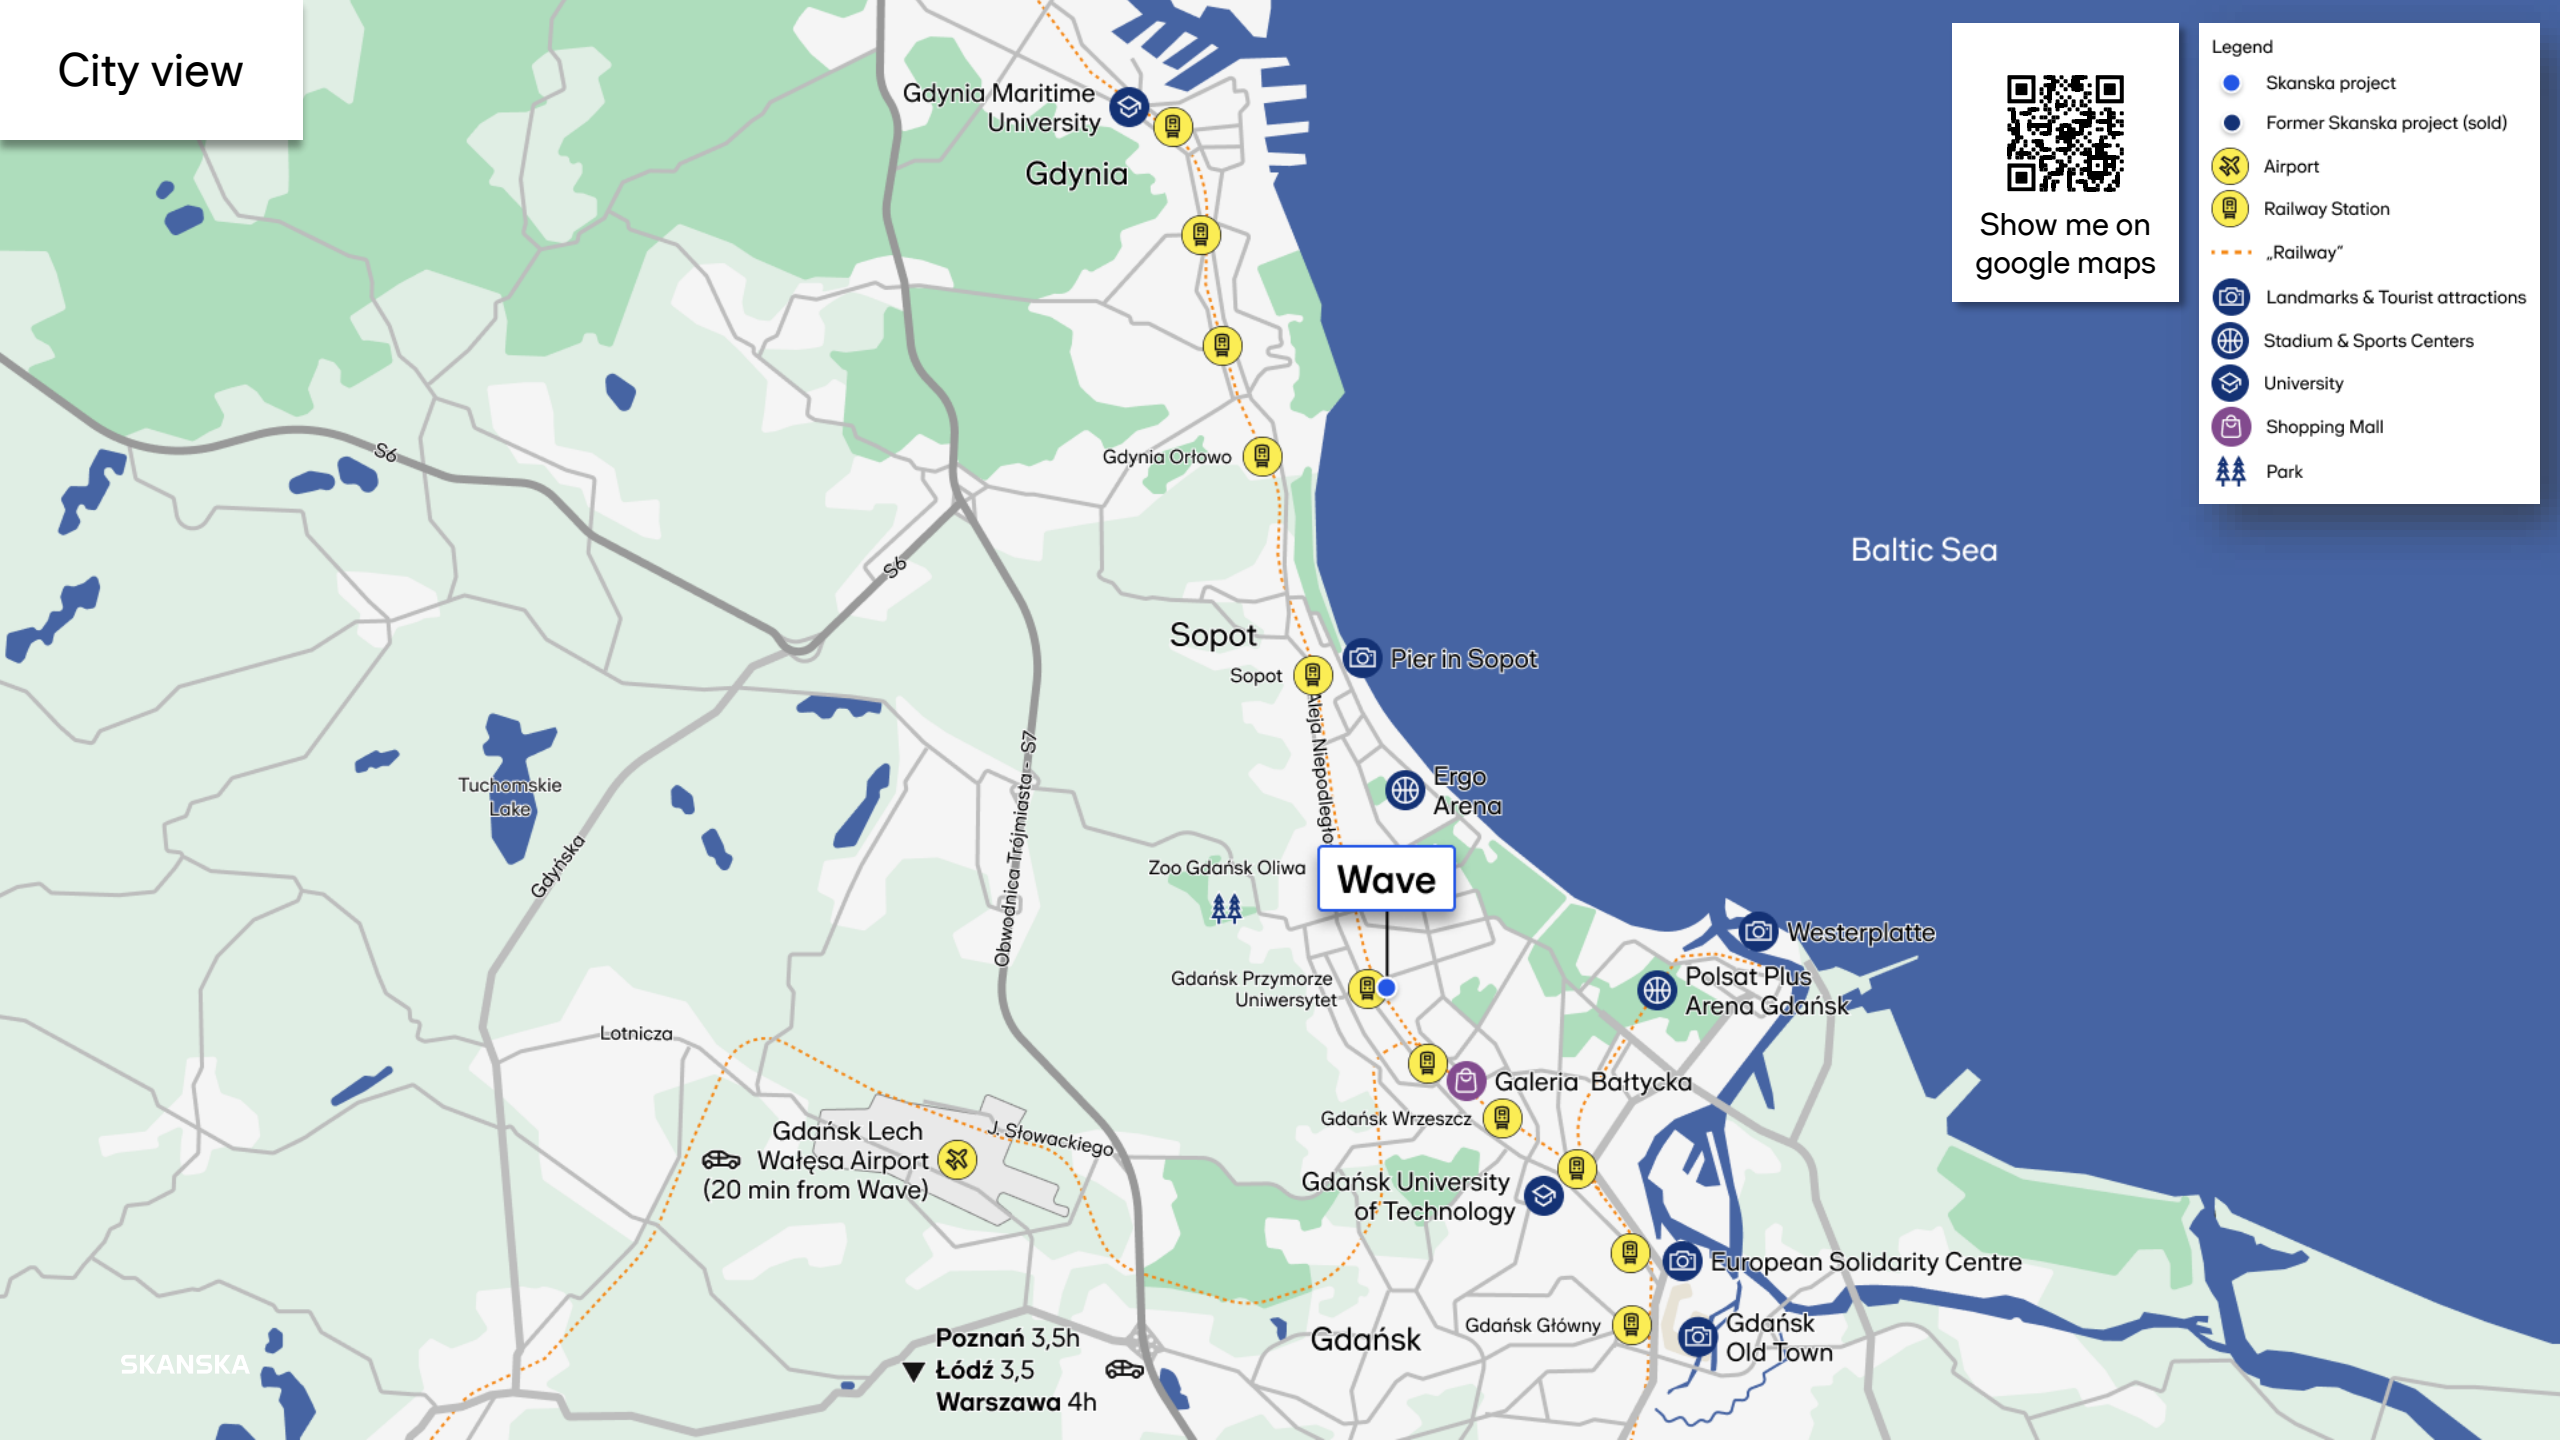 City view
Show me on
google maps
Legend
Skanska project
Former Skanska project (sold)
Airport
Railway Station
„Railway”
Landmarks & Tourist attractions
Stadium & Sports Centers
University
Shopping Mall
Park
Gdynia Maritime
University
Gdynia
Gdynia Orłowo
S6
S6
Baltic Sea
Sopot
Sopot
Pier in Sopot
Aleja Niepodległo
Ergo
Arena
Tuchomskie
Lake
Gdyńska
Obwodnica Trójmiasta - S7
Zoo Gdańsk Oliwa
Wave
Westerplatte
Gdańsk Przymorze
Uniwersytet
Polsat Plus
Arena Gdańsk
Lotnicza
Galeria Bałtycka
Gdańsk Wrzeszcz
Gdańsk Lech
Wałęsa Airport
(20 min from Wave)
J. Słowackiego
Gdańsk University
of Technology
European Solidarity Centre
Gdańsk Główny
Gdańsk
Gdańsk
Old Town
Poznań 3,5h
Łódź 3,5
Warszawa 4h
SKANSKA